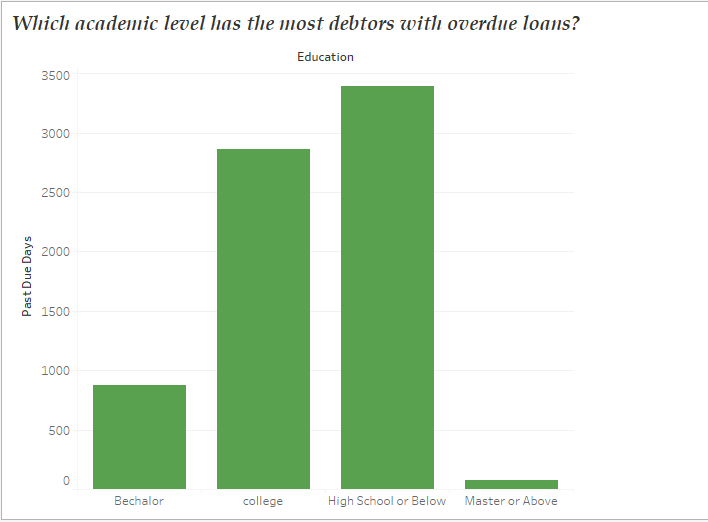 Which academic level has the most debtors with overdue loans?
Education
Past Due Days
3500
3000
2500
2000
1500
1000
500
0
Bechalor college High School or Below Master or Above